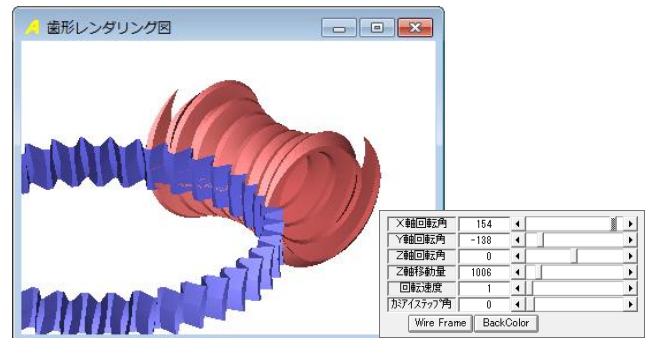 歯形レンダリング図
X軸回転角 154
Y軸回転角 -138
Z軸回転角 0
Z軸移動量 1006
回転速度 1
かみアイステップ角 0
Wire Frame BackColor